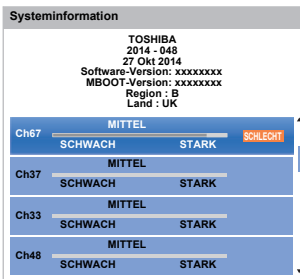 Systeminformation
TOSHIBA
2014 - 048
27 Okt 2014
Software-Version: xxxxxxxx
MBOOT-Version: xxxxxxxx
Region : B
Land : UK
Ch67 MITTEL SCHLECHT
SCHWACH STARK
Ch37 MITTEL
SCHWACH STARK
Ch33 MITTEL
SCHWACH STARK
Ch48 MITTEL
SCHWACH STARK